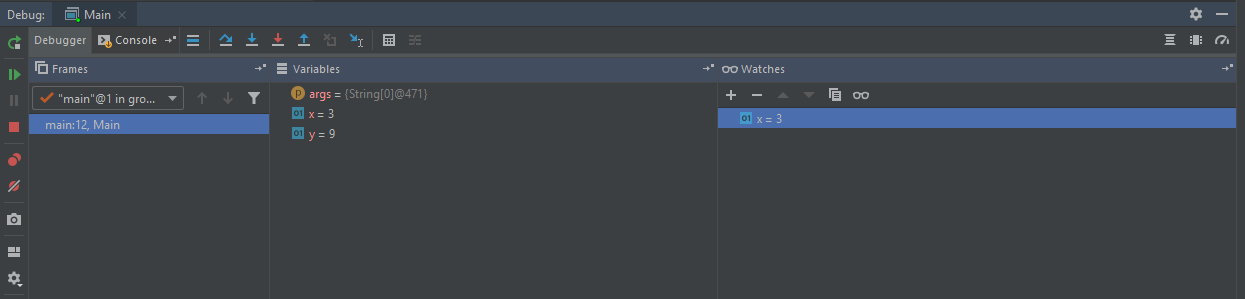 Debug: Main
Debugger Console
Frames
Variables
Watches
"main"@1 in gro...
main:12, Main
args = {String[0]@471}
x = 3
y = 9
x = 3